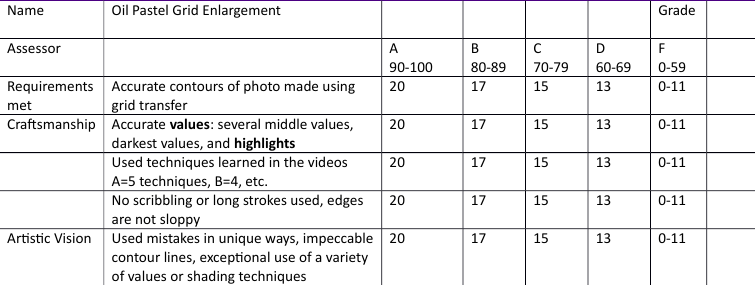 Name Oil Pastel Grid Enlargement Grade
Assessor A B C D F
90-100 80-89 70-79 60-69 0-59
Requirements Accurate contours of photo made using 20 17 15 13 0-11
met grid transfer
Craftsmanship Accurate values: several middle values, 20 17 15 13 0-11
darkest values, and highlights
Used techniques learned in the videos 20 17 15 13 0-11
A=5 techniques, B=4, etc.
No scribbling or long strokes used, edges 20 17 15 13 0-11
are not sloppy
Artistic Vision Used mistakes in unique ways, impeccable 20 17 15 13 0-11
contour lines, exceptional use of a variety
of values or shading techniques